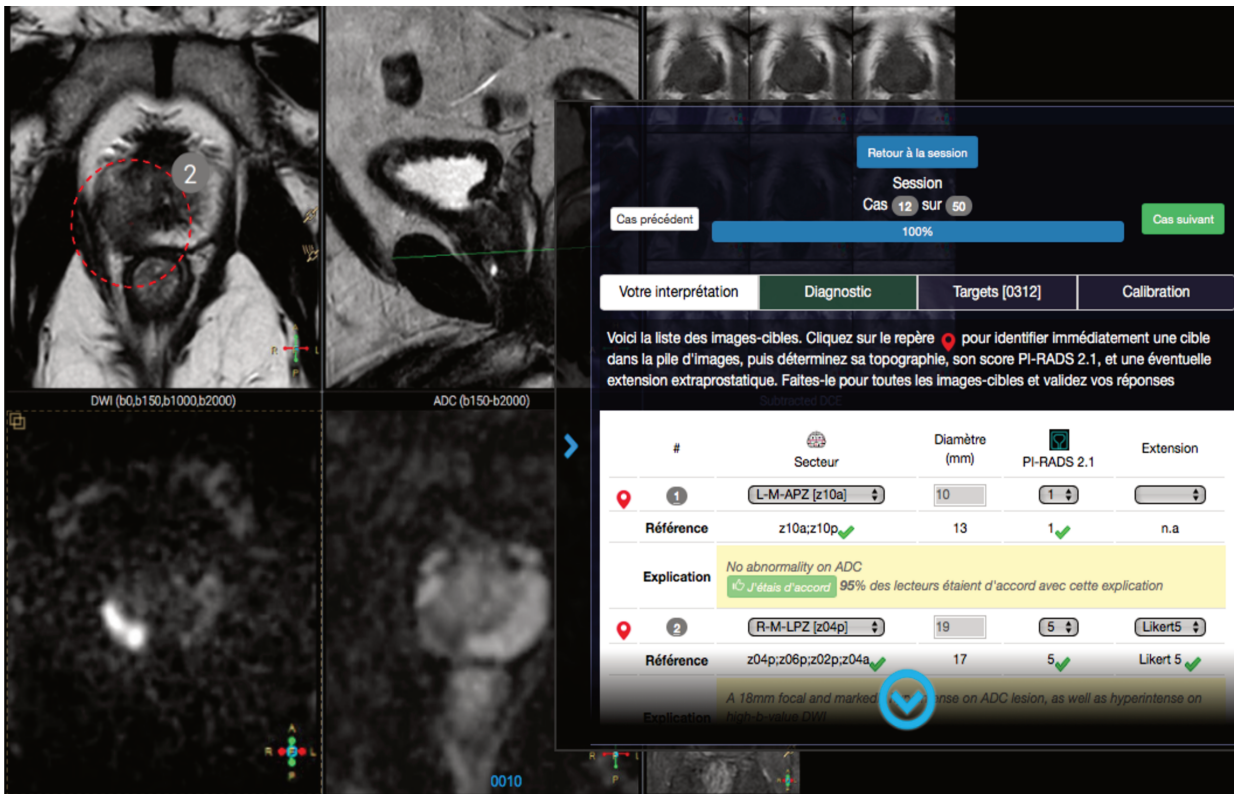 2
R
L
P
DWI (b0,b150,b1000,b2000)
ADC (b150-b2000)
Subtracted DCE
A
R
L
P
0010
R
L
P
Retour à la session
Session
Cas 12 sur 50
Cas précédent
100%
Cas suivant
Votre interprétation
Diagnostic
Targets [0312]
Calibration
Voici la liste des images-cibles. Cliquez sur le repère pour identifier immédiatement une cible
dans la pile d'images, puis déterminez sa topographie, son score PI-RADS 2.1, et une éventuelle
extension extraprostatique. Faites-le pour toutes les images-cibles et validez vos réponses
# Secteur Diamètre (mm) PI-RADS 2.1 Extension
1 L-M-APZ [z10a] 10 1
Référence z10a;z10p 13 1 n.a
Explication No abnormality on ADC
J'étais d'accord 95% des lecteurs étaient d'accord avec cette explication
2 R-M-LPZ [z04p] 19 5 Likert5
Référence z04p;z06p;z02p;z04a 17 5 Likert 5
Explication A 18mm focal and marked ense on ADC lesion, as well as hyperintense on
high-b-value DWI